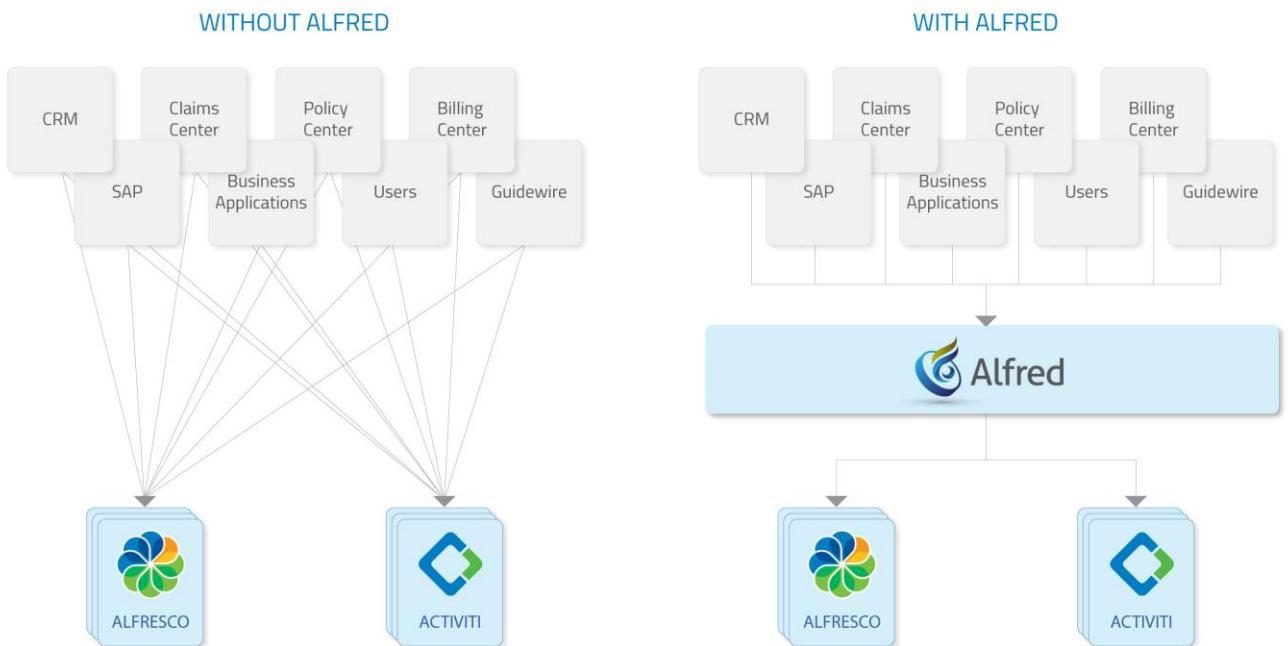 WITHOUT ALFRED
CRM
Claims
Center
Policy
Center
Billing
Center
SAP
Business
Applications
Users
Guidewire
ALFRESCO
ACTIVITI
WITH ALFRED
CRM
Claims
Center
Policy
Center
Billing
Center
SAP
Business
Applications
Users
Guidewire
Alfred
ALFRESCO
ACTIVITI